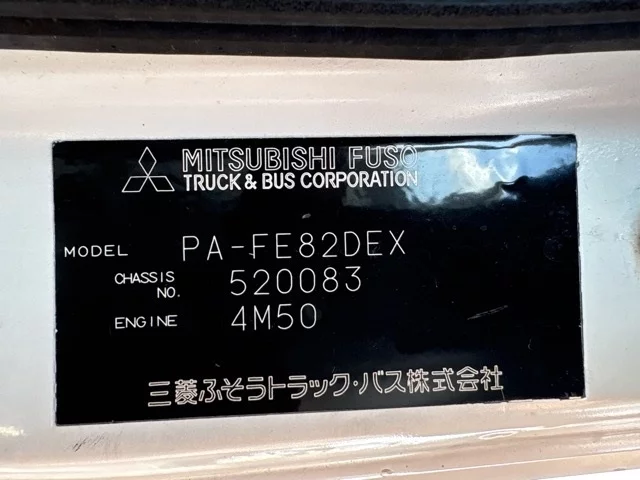 MITSUBISHI FUSO
TRUCK & BUS CORPORATION
MODEL PA-FE82DEX
CHASSIS NO. 520083
ENGINE 4M50
三菱ふそうトラック・バス株式会社